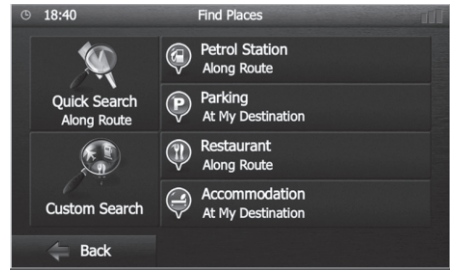 18:40
Find Places
Quick Search
Along Route
Custom Search
Petrol Station
Along Route
Parking
At My Destination
Restaurant
Along Route
Accommodation
At My Destination
Back